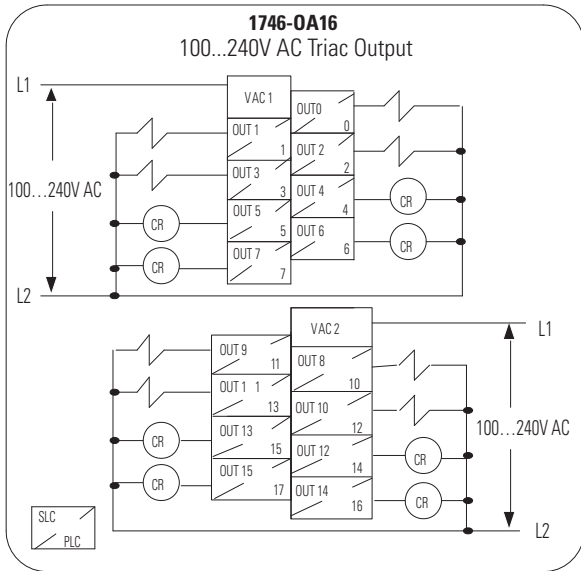 1746-OA16
100...240V AC Triac Output
L1
VAC 1
OUT0
0
OUT 1
1
OUT 2
2
OUT 3
3
OUT 4
4
100...240V AC
OUT 5
5
CR
CR
OUT 6
6
OUT 7
7
CR
CR
L2
VAC 2
L1
OUT 9
11
OUT 8
10
OUT 1 1
13
OUT 10
12
100...240V AC
OUT 13
15
CR
OUT 12
14
CR
OUT 15
17
CR
OUT 14
16
CR
SLC
PLC
L2